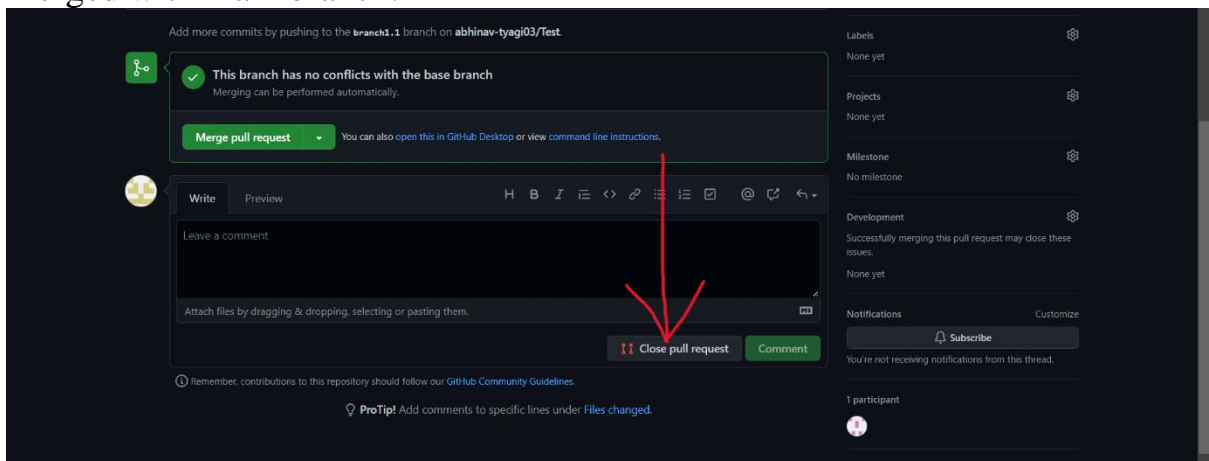 Add more commits by pushing to the branch1.1 branch on abhinav-tyagi03/Test.
This branch has no conflicts with the base branch
Merging can be performed automatically.
Merge pull request
You can also open this in GitHub Desktop or view command line instructions.
Write Preview
Leave a comment
Attach files by dragging & dropping, selecting or pasting them.
Close pull request Comment
Remember, contributions to this repository should follow our GitHub Community Guidelines.
ProTip! Add comments to specific lines under Files changed.
Labels
None yet
Projects
None yet
Milestone
No milestone
Development
Successfully merging this pull request may close these
issues.
None yet
Notifications Customize
Subscribe
You're not receiving notifications from this thread.
1 participant